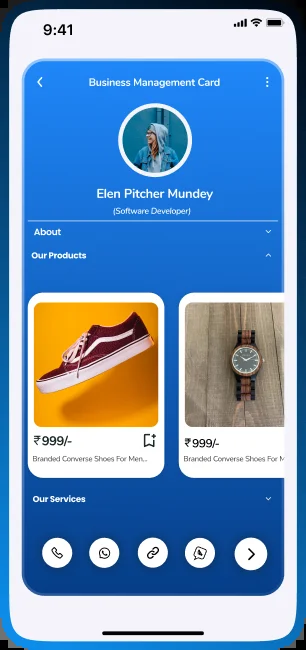 9:41
Business Management Card
Elen Pitcher Mundey
(Software Developer)
About
Our Products
₹999/-
₹999/-
Branded Converse Shoes For Men...
Branded Converse Shoes For M
Our Services